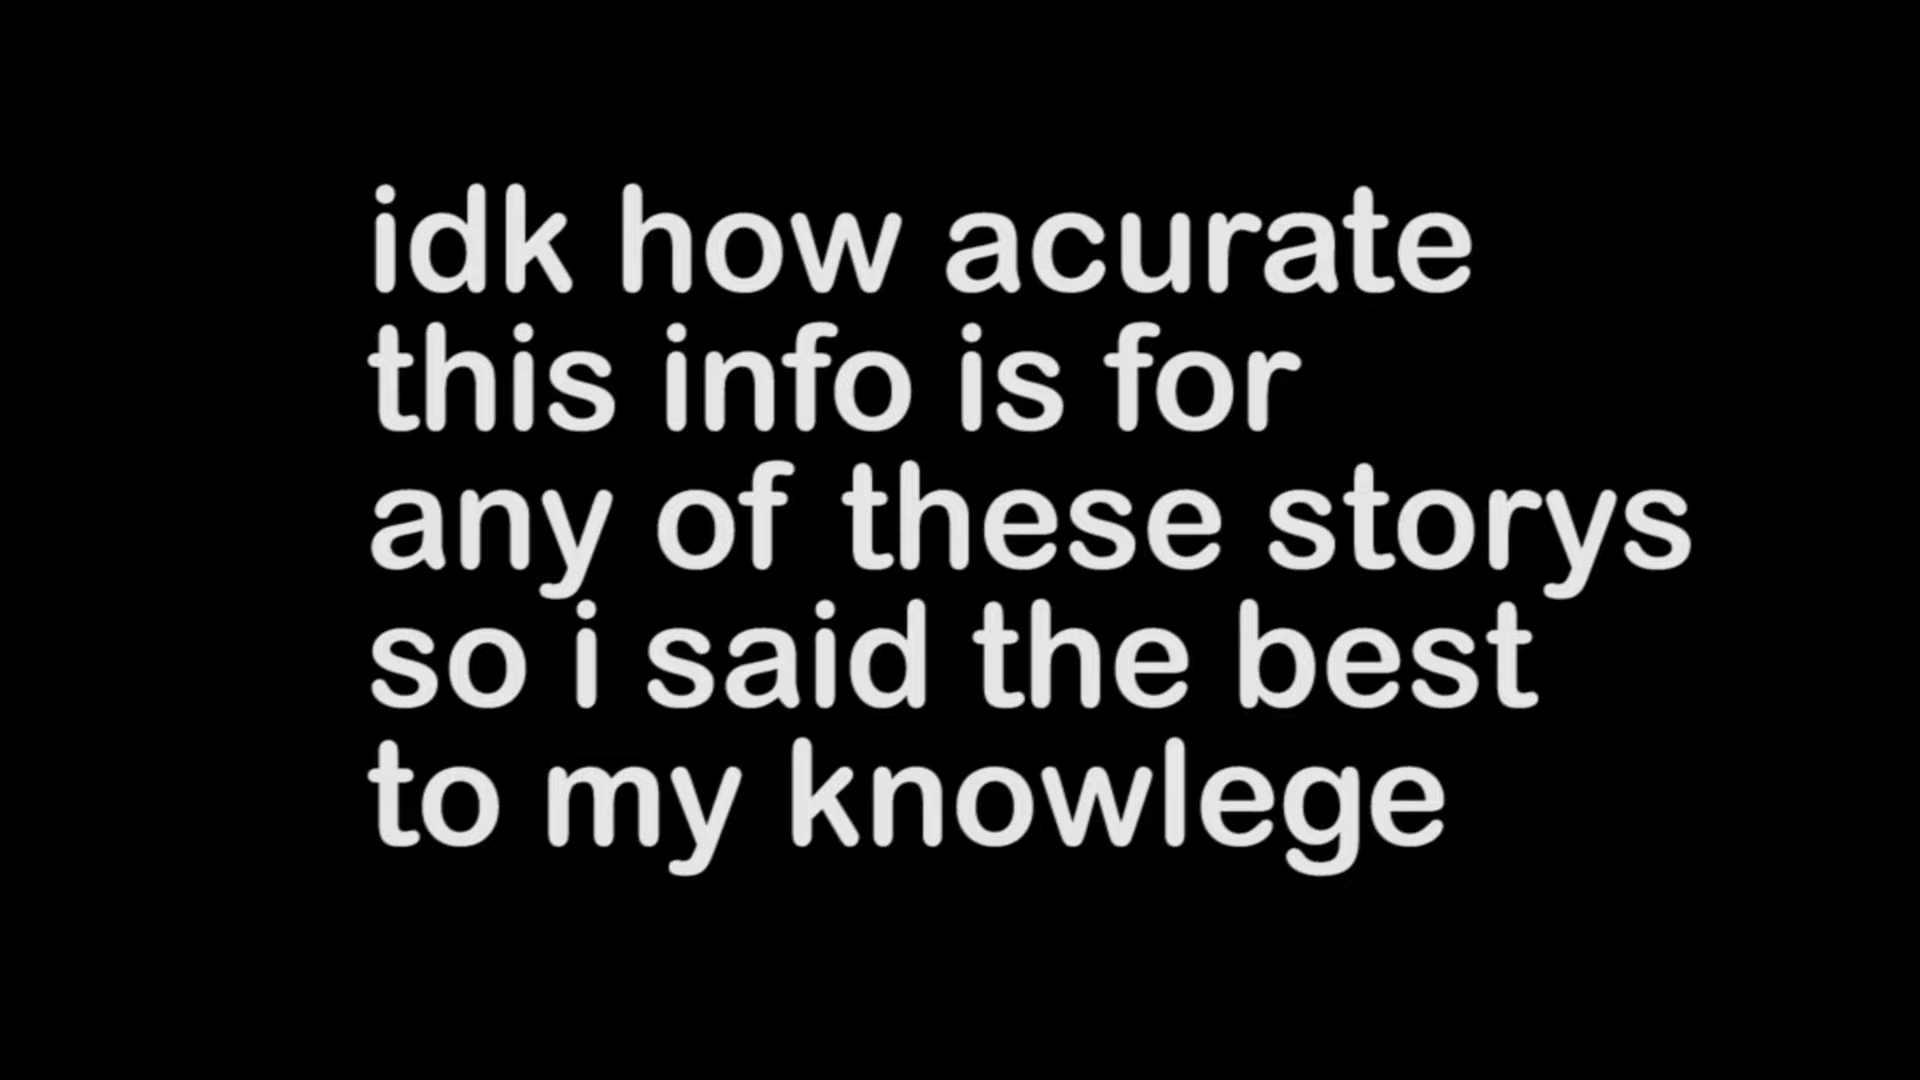 idk how acurate
this info is for
any of these storys
so i said the best
to my knowlege